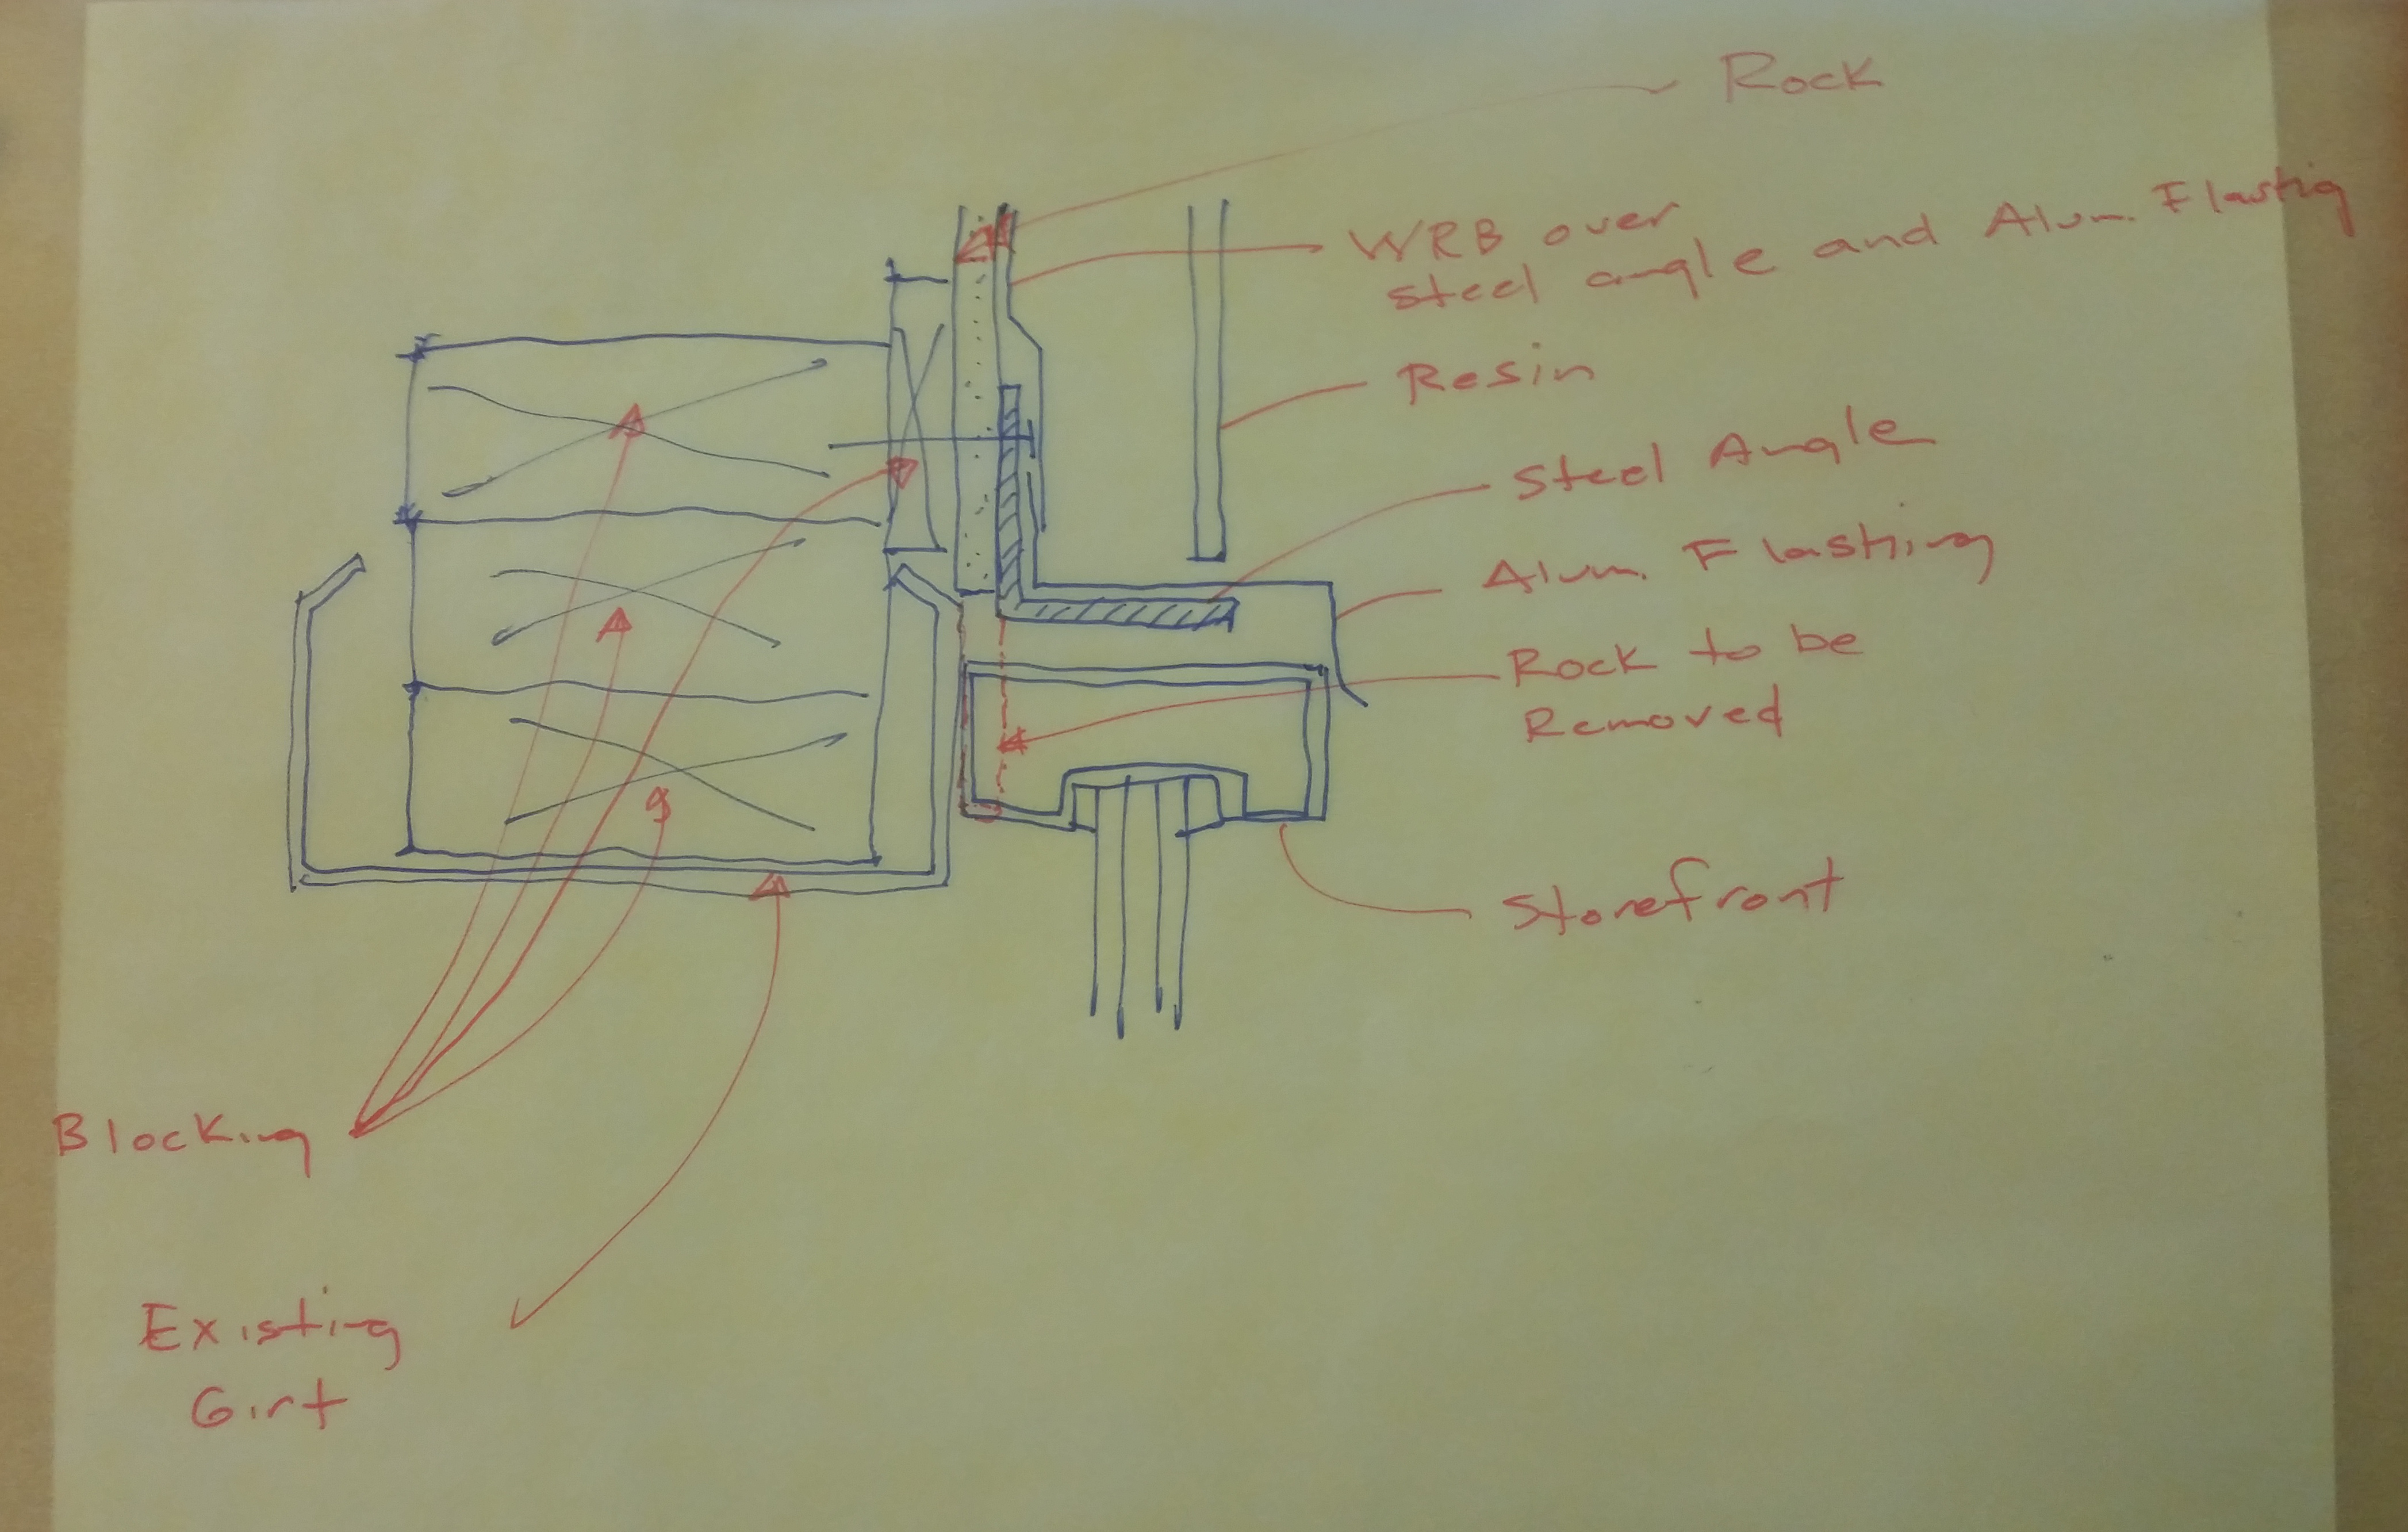 Rock
WRB over
steel angle and Alum. Flastig
Resin
Steel Angle
Alum. Flashing
Rock to be
Removed
Storefront
Blocking
Existing
Girt